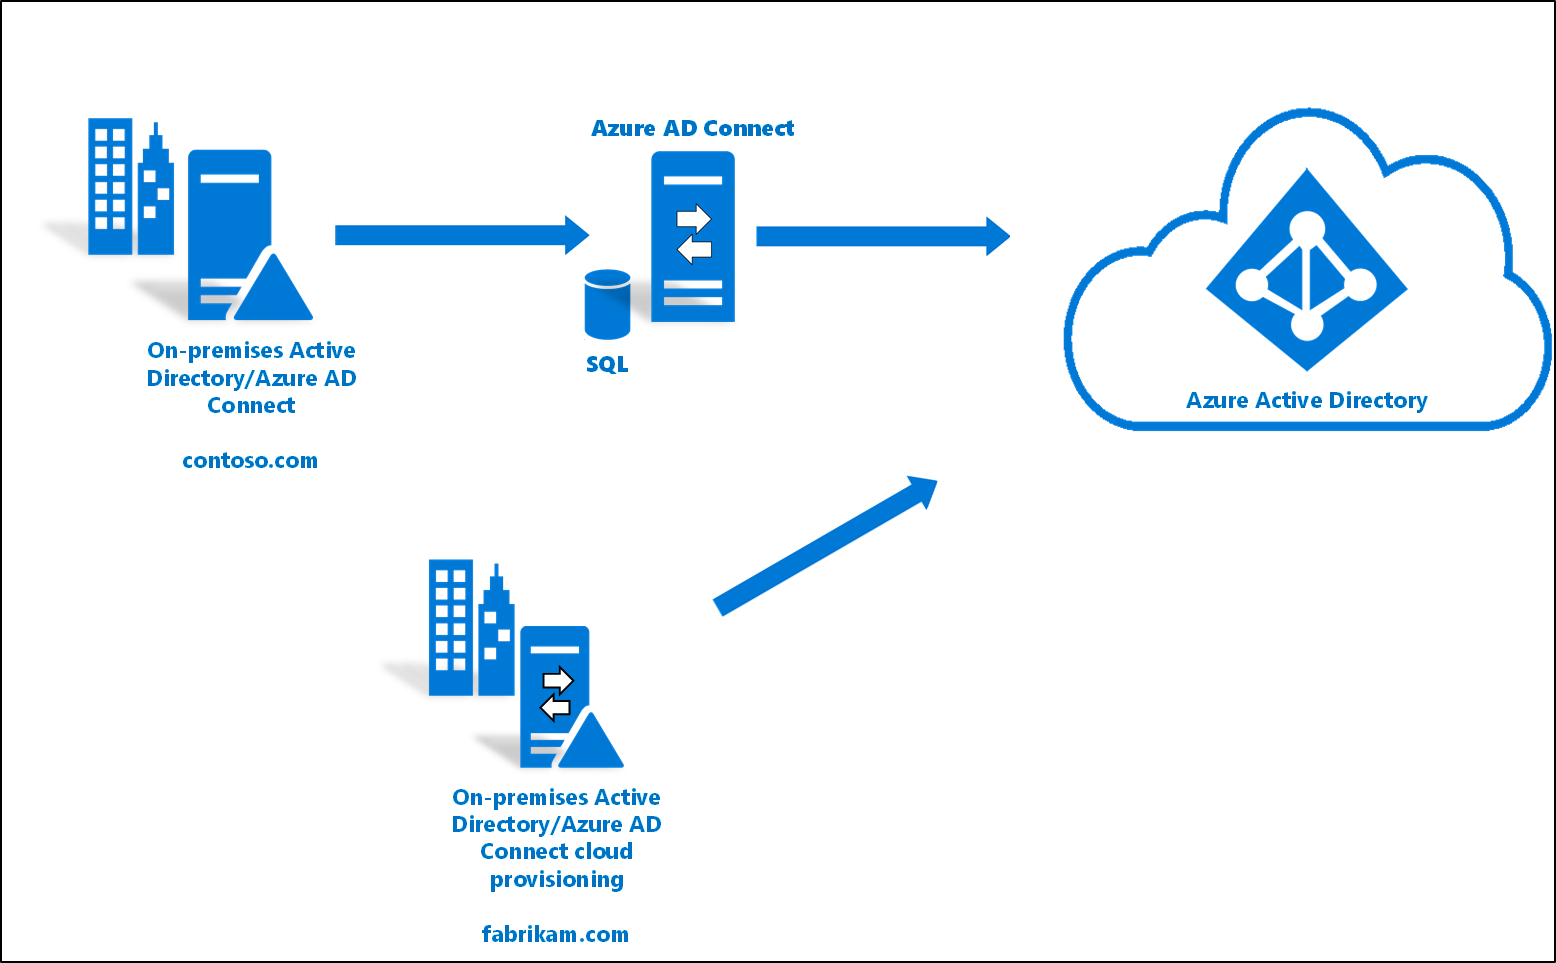 Azure AD Connect
SQL
On-premises Active
Directory/Azure AD
Connect
contoso.com
Azure Active Directory
On-premises Active
Directory/Azure AD
Connect cloud
provisioning
fabrikam.com